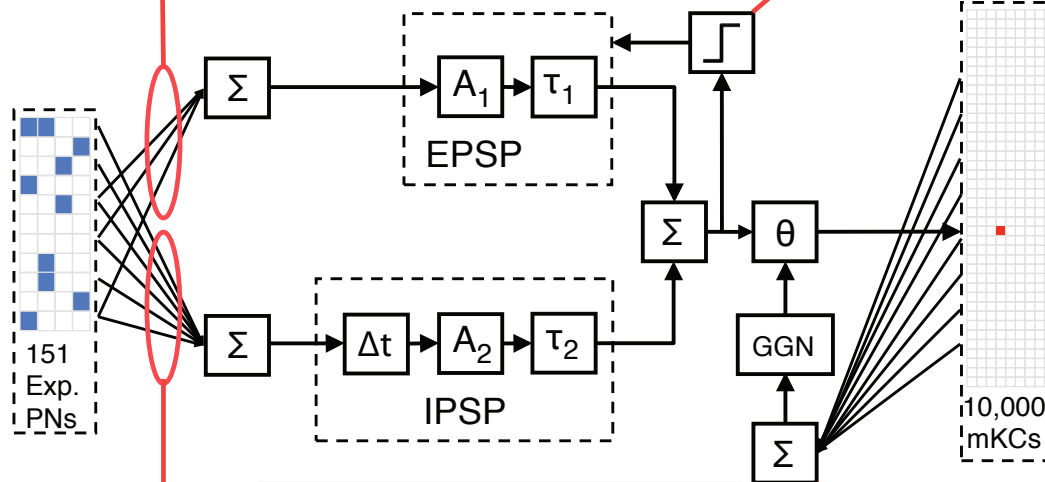 Σ
A1
τ1
EPSP
Σ
θ
151
Exp.
PNs
Σ
Δt
A2
τ2
IPSP
GGN
Σ
10,000
mKCs